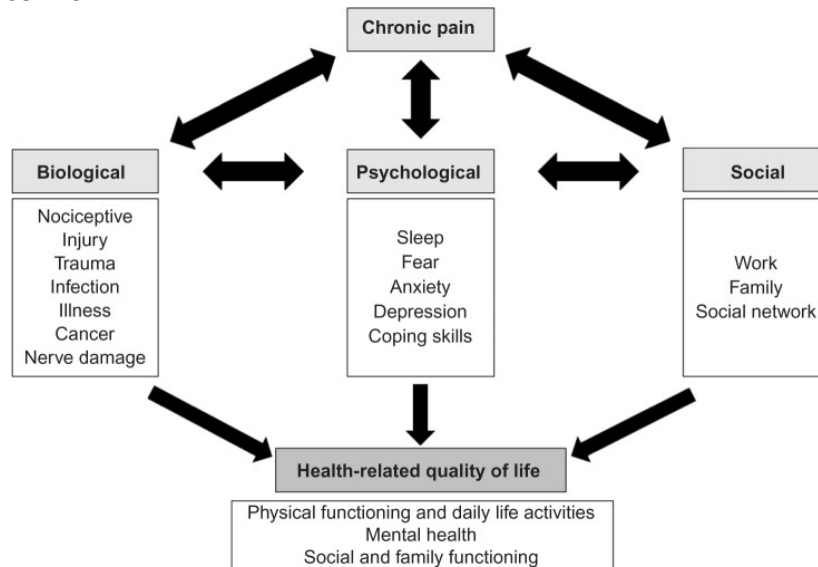 Chronic pain
Biological
Psychological
Social
Nociceptive
Injury
Trauma
Infection
Illness
Cancer
Nerve damage
Sleep
Fear
Anxiety
Depression
Coping skills
Work
Family
Social network
Health-related quality of life
Physical functioning and daily life activities
Mental health
Social and family functioning